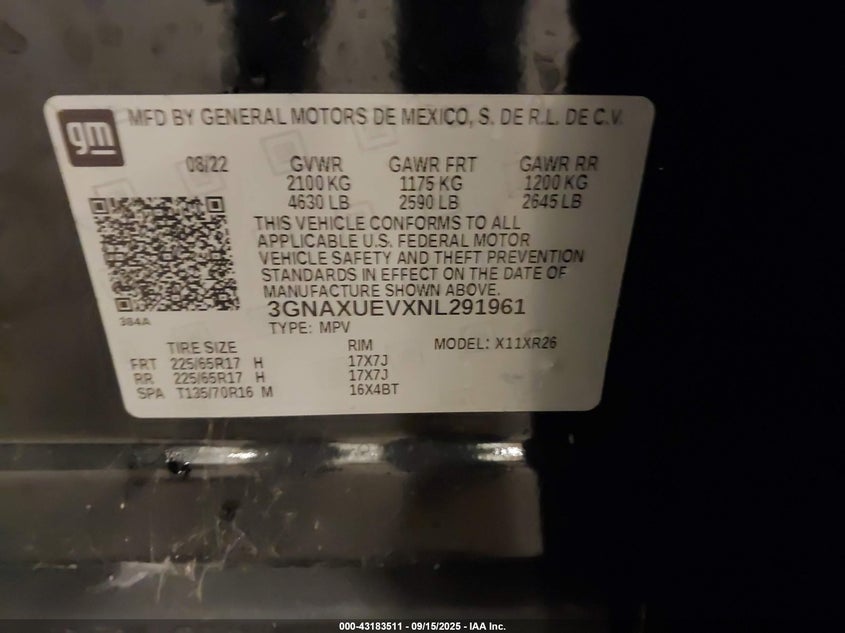 gm
MFD BY GENERAL MOTORS DE MEXICO, S. DE R.L. DE C.V.
08/22 GVWR GAWR FRT GAWR RR
2100 KG 1175 KG 1200 KG
4630 LB 2590 LB 2645 LB
THIS VEHICLE CONFORMS TO ALL
APPLICABLE U.S. FEDERAL MOTOR
VEHICLE SAFETY AND THEFT PREVENTION
STANDARDS IN EFFECT ON THE DATE OF
MANUFACTURE SHOWN ABOVE.
3GNAXUEVXNL291961
384A
TYPE: MPV
TIRE SIZE RIM MODEL: X11XR26
FRT 225/65R17 H 17X7J
RR 225/65R17 H 17X7J
SPA T135/70R16 M 16X4BT
000-43183511 - 09/15/2025 - IAA Inc.